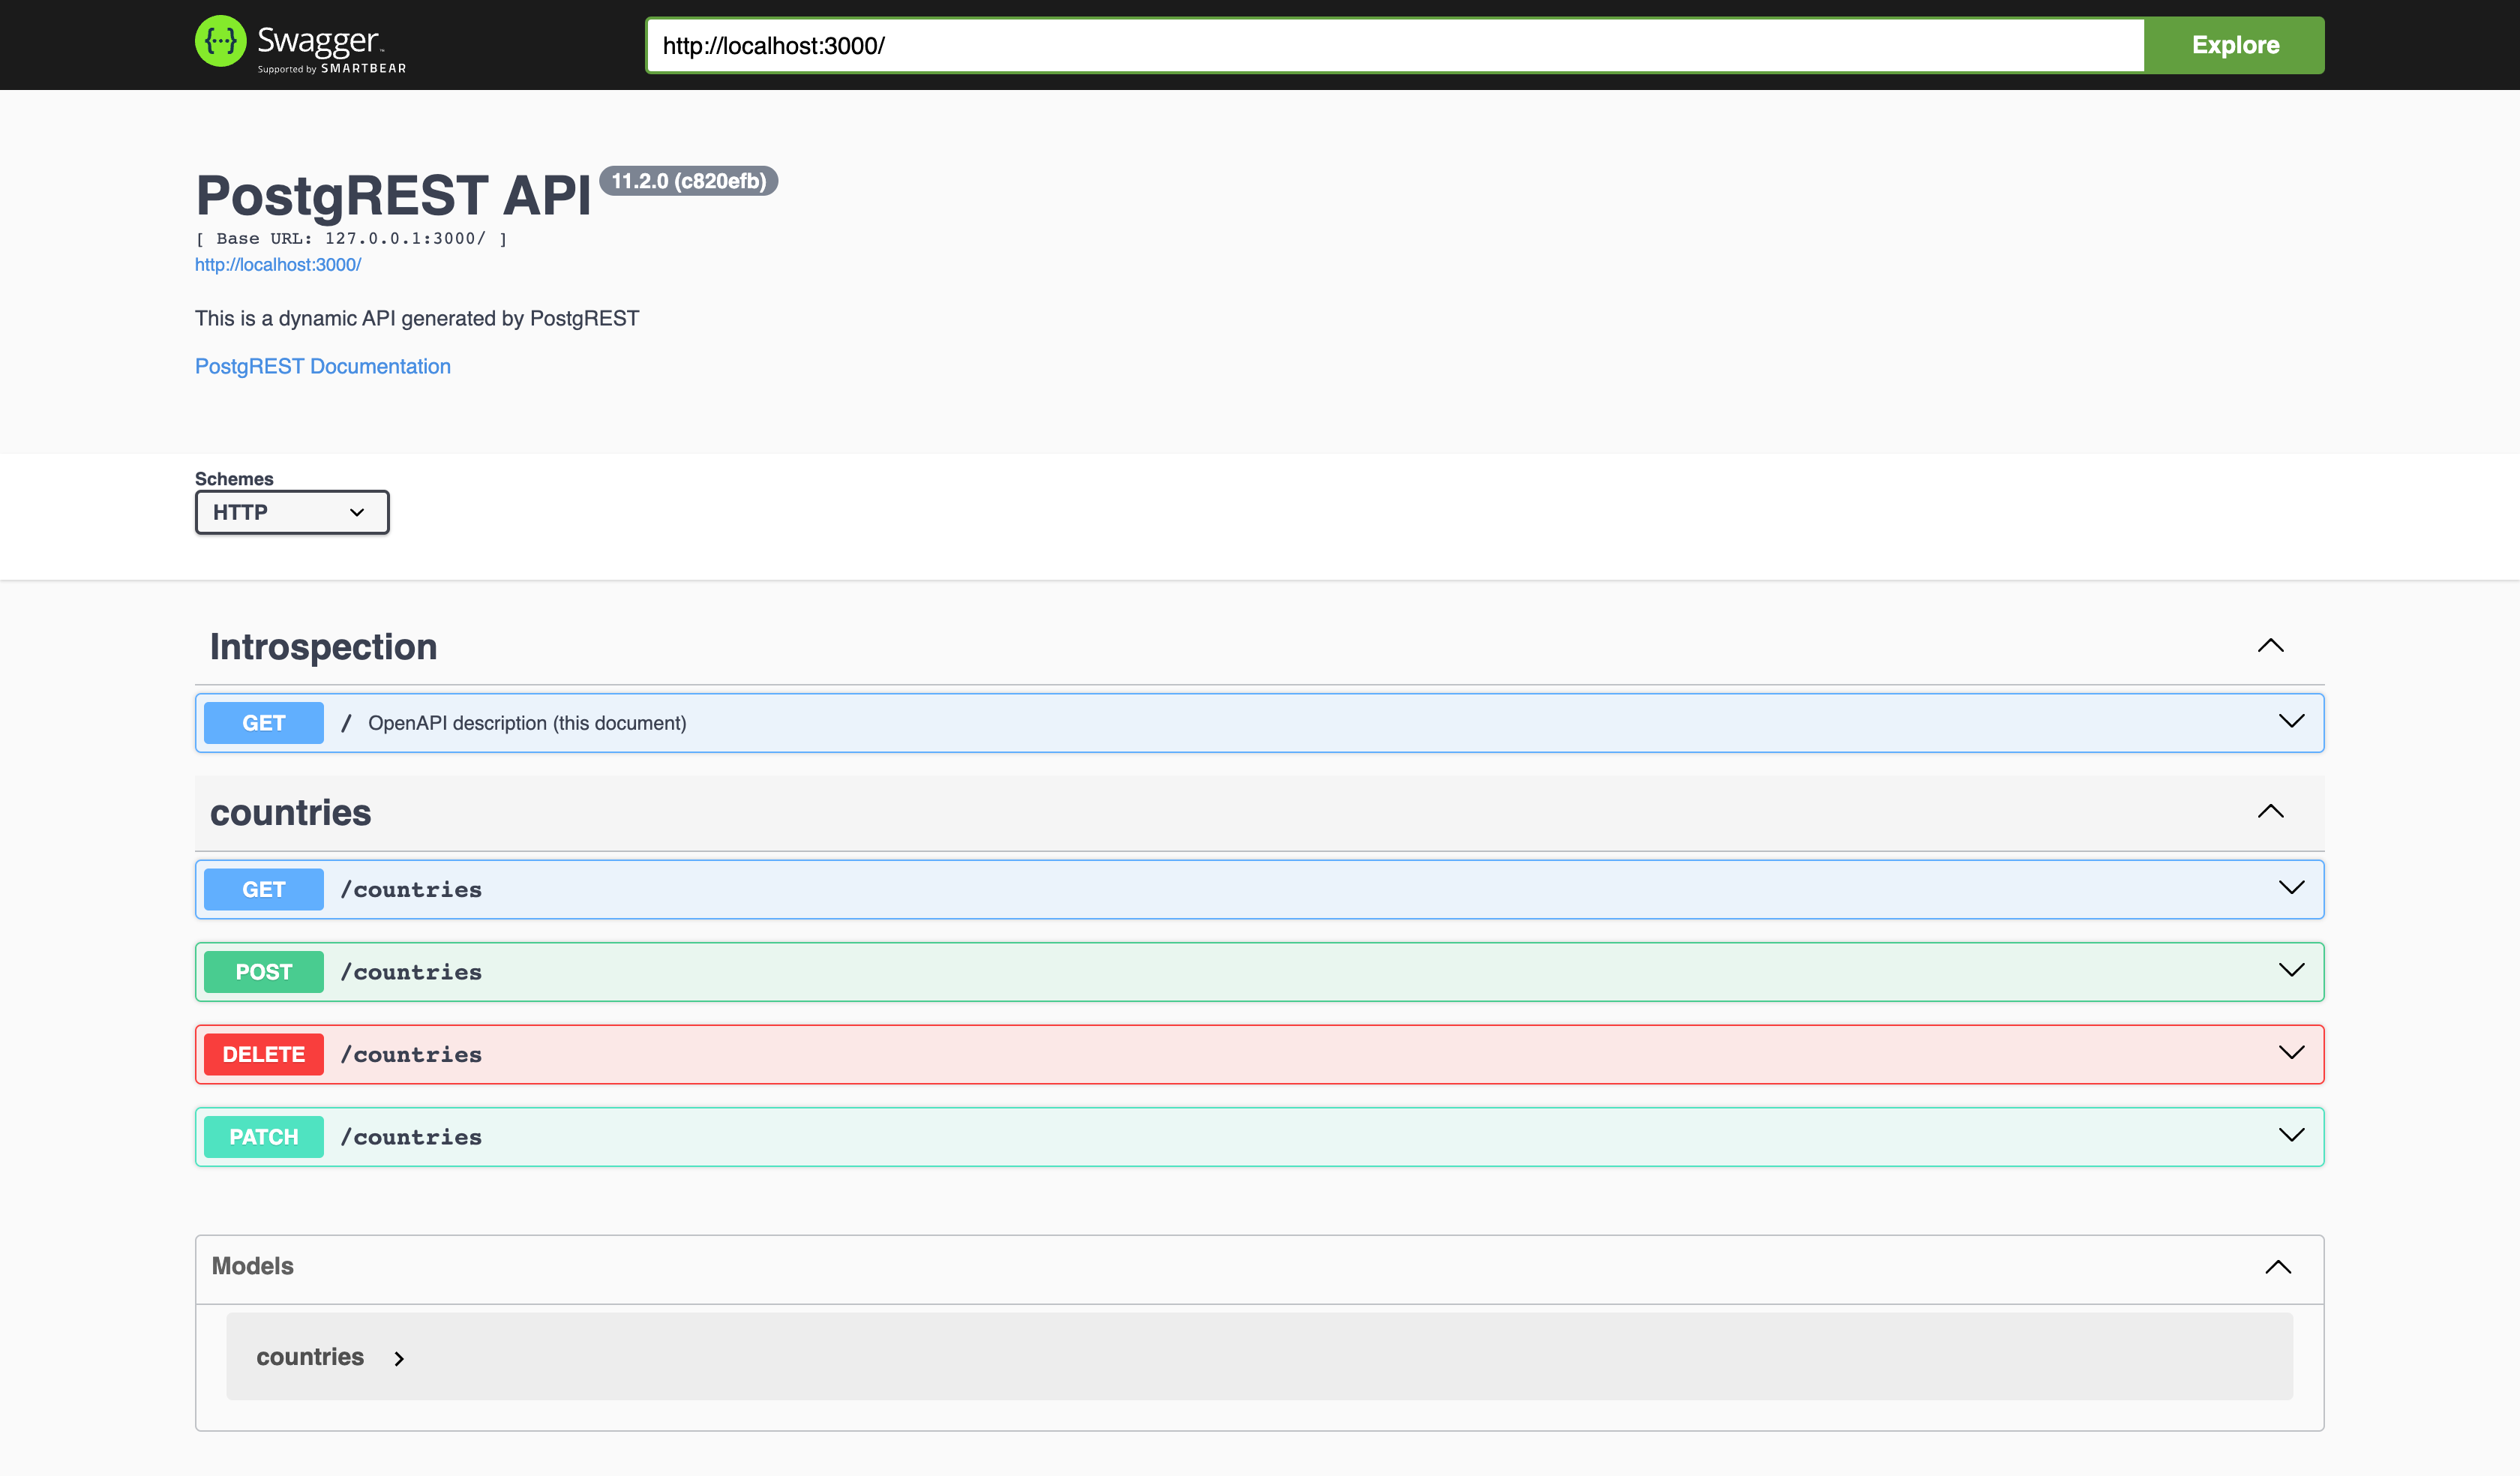 {···} Swagger™
Supported by SMARTBEAR
http://localhost:3000/
Explore
PostgREST API 11.2.0 (c820efb)
[ Base URL: 127.0.0.1:3000/ ]
http://localhost:3000/
This is a dynamic API generated by PostgREST
PostgREST Documentation
Schemes
HTTP
Introspection
GET / OpenAPI description (this document)
countries
GET /countries
POST /countries
DELETE /countries
PATCH /countries
Models
countries